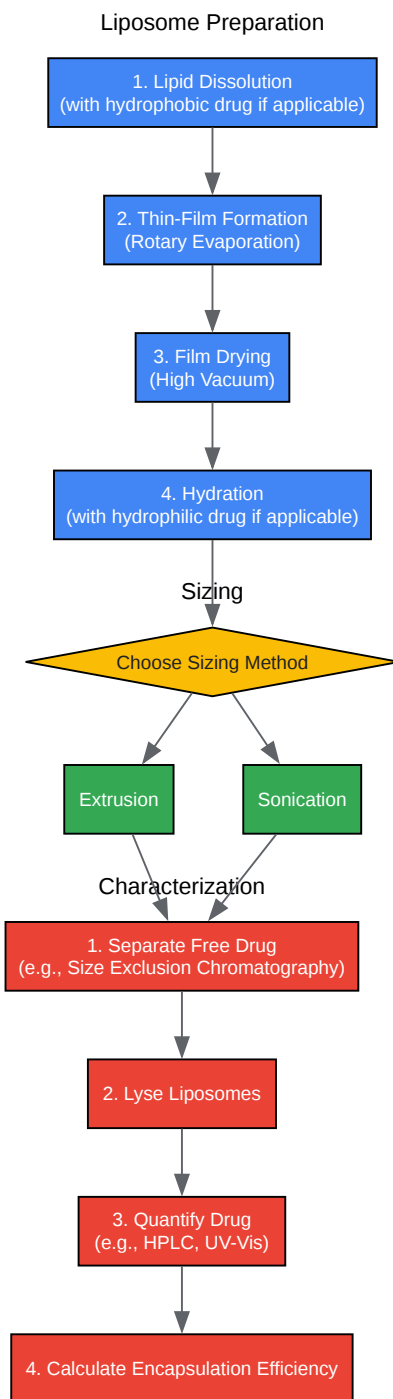 Liposome Preparation
1. Lipid Dissolution
(with hydrophobic drug if applicable)
2. Thin-Film Formation
(Rotary Evaporation)
3. Film Drying
(High Vacuum)
4. Hydration
(with hydrophilic drug if applicable)
Sizing
Choose Sizing Method
Extrusion
Sonication
Characterization
1. Separate Free Drug
(e.g., Size Exclusion Chromatography)
2. Lyse Liposomes
3. Quantify Drug
(e.g., HPLC, UV-Vis)
4. Calculate Encapsulation Efficiency